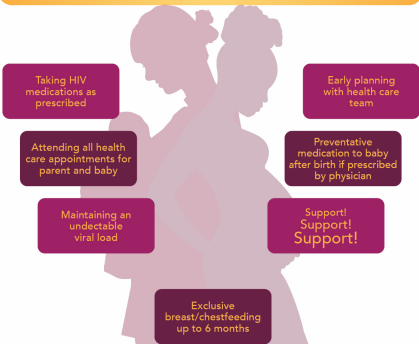 Taking HIV
medications as
prescribed
Early planning
with health care
team
Attending all health
care appointments for
parent and baby
Preventative
medication to baby
after birth if prescribed
by physician
Maintaining an
undectable
viral load
Support!
Support!
Support!
Exclusive
breast/chestfeeding
up to 6 months